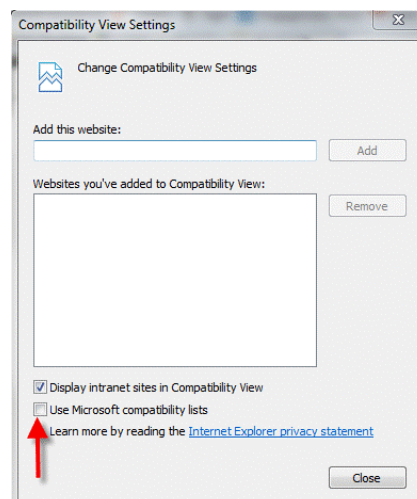 Compatibility View Settings
Change Compatibility View Settings
Add this website:
Add
Websites you've added to Compatibility View:
Remove
Display intranet sites in Compatibility View
Use Microsoft compatibility lists
Learn more by reading the Internet Explorer privacy statement
Close